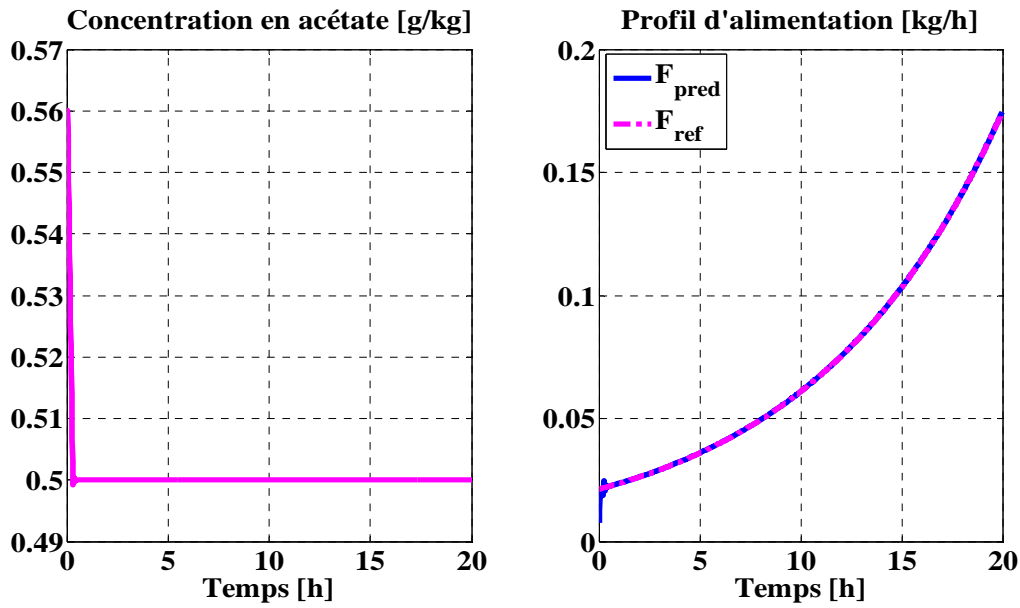 Concentration en acétate [g/kg]
0.57
0.56
0.55
0.54
0.53
0.52
0.51
0.5
0.49
0 5 10 15 20
Temps [h]
Profil d'alimentation [kg/h]
0.2
0.15
0.1
0.05
0
F pred
F ref
0 5 10 15 20
Temps [h]